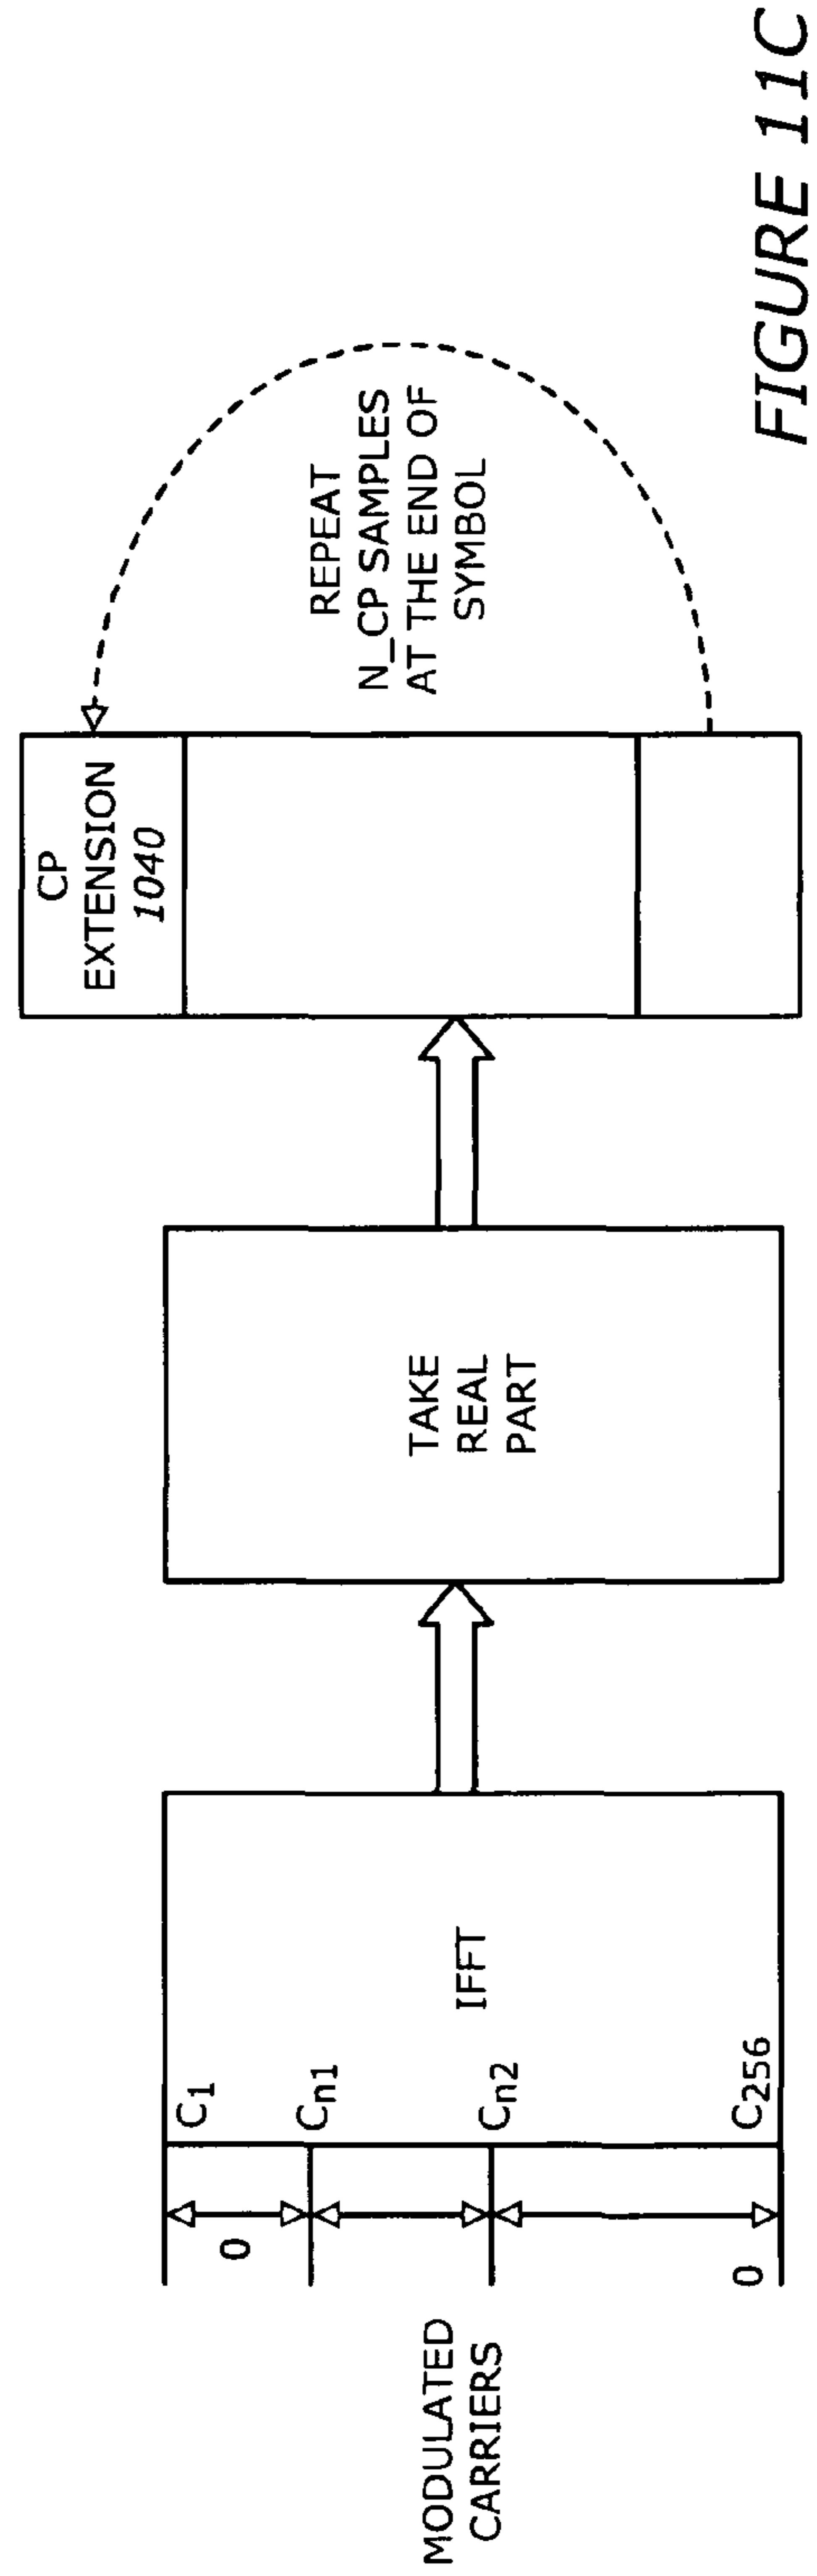 MODULATED
CARRIERS
0
0
C1
Cn1
Cn2
C256
IFFT
TAKE
REAL
PART
CP
EXTENSION
1040
REPEAT
N_CP SAMPLES
AT THE END OF
SYMBOL
FIGURE 11C